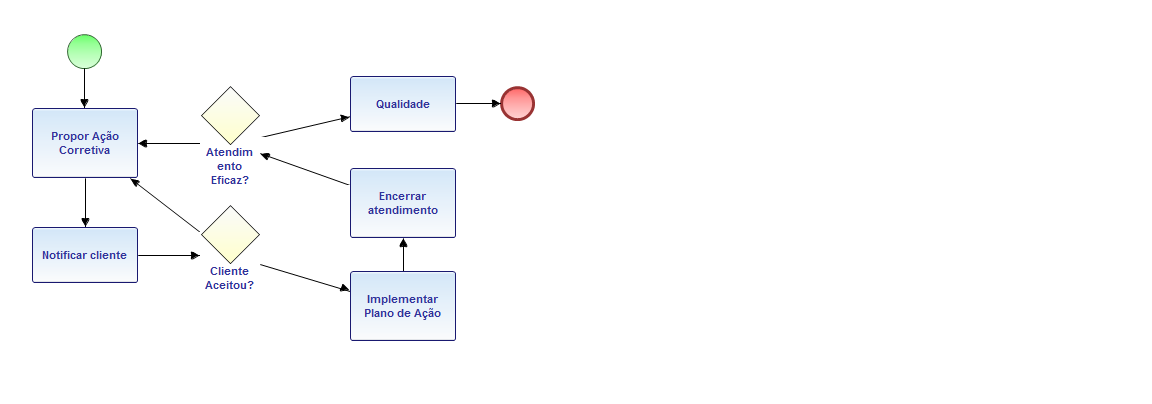 Propor Ação
Corretiva
Atendim
ento
Eficaz?
Qualidade
Encerrar
atendimento
Notificar cliente
Cliente
Aceitou?
Implementar
Plano de Ação